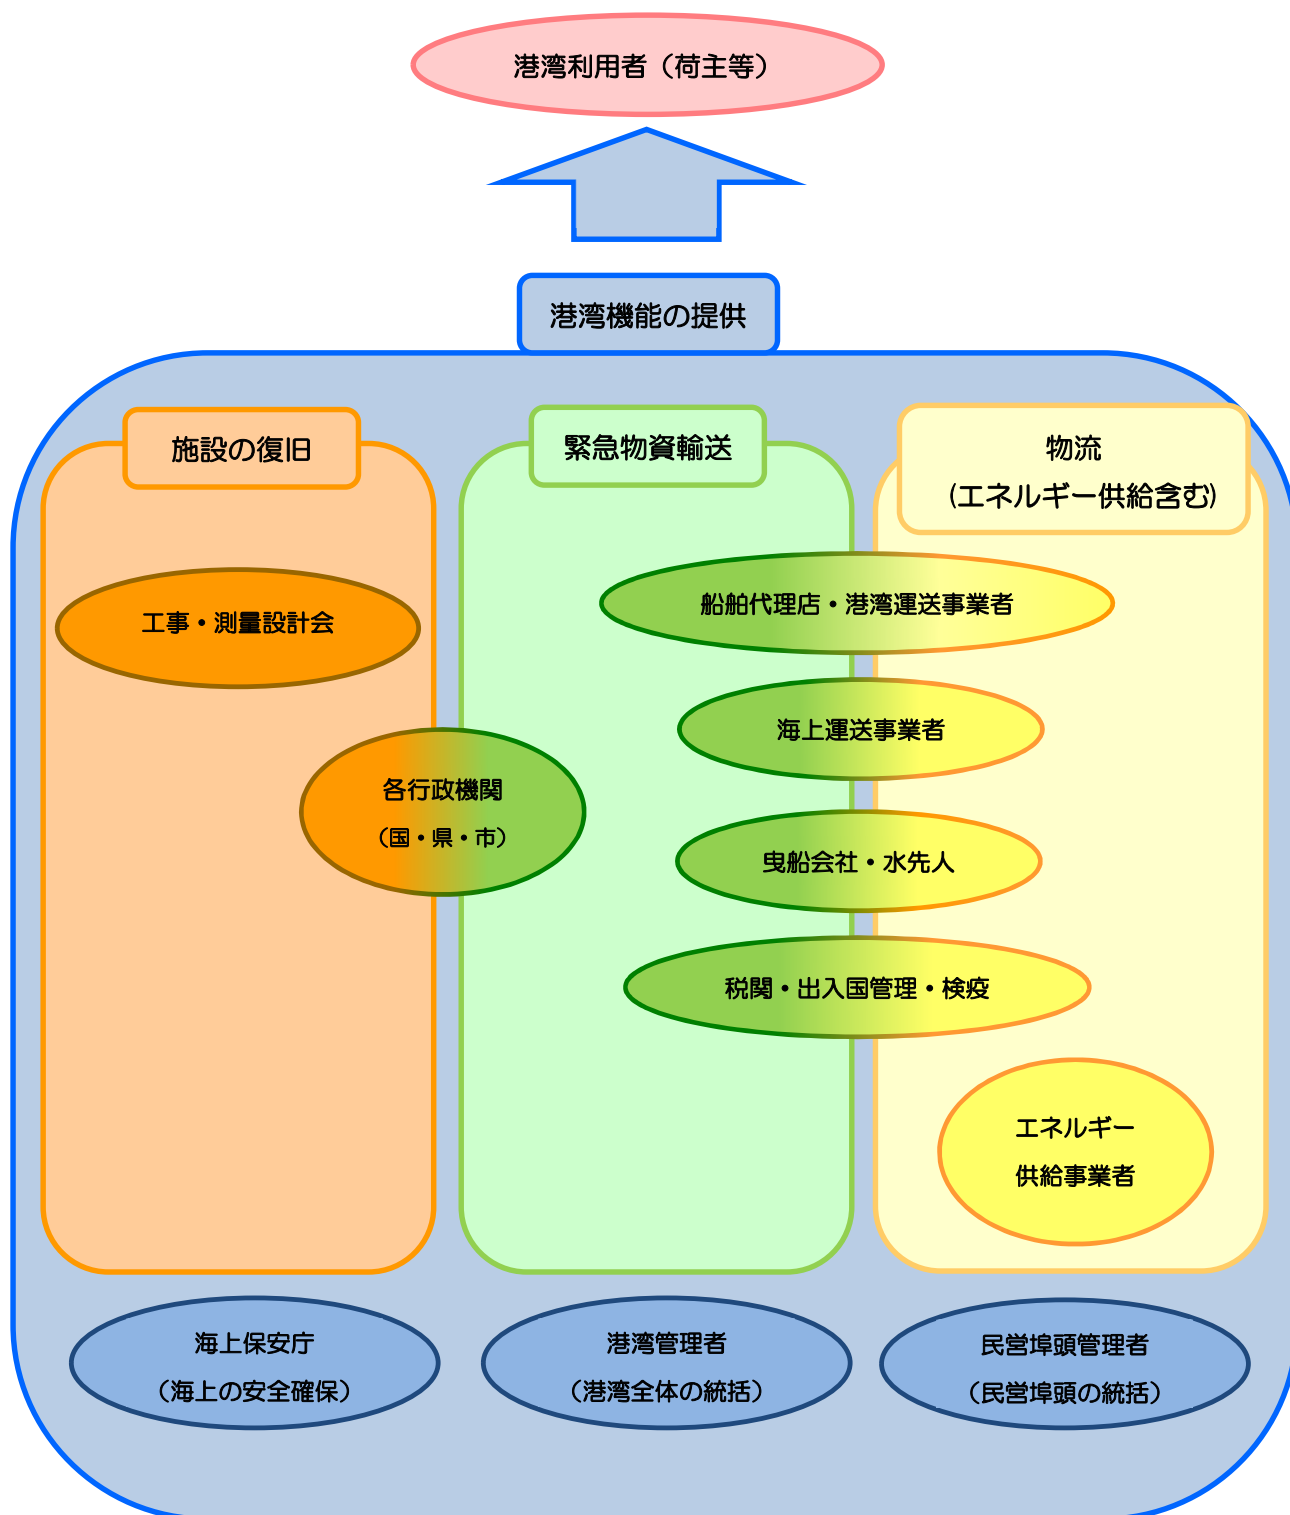 港湾利用者（荷主等）
港湾機能の提供
施設の復旧
緊急物資輸送
物流
(エネルギー供給含む)
工事・測量設計会
船舶代理店・港湾運送事業者
海上運送事業者
各行政機関
（国・県・市）
曳船会社・水先人
税関・出入国管理・検疫
エネルギー
供給事業者
海上保安庁
（海上の安全確保）
港湾管理者
（港湾全体の統括）
民営埠頭管理者
（民営埠頭の統括）